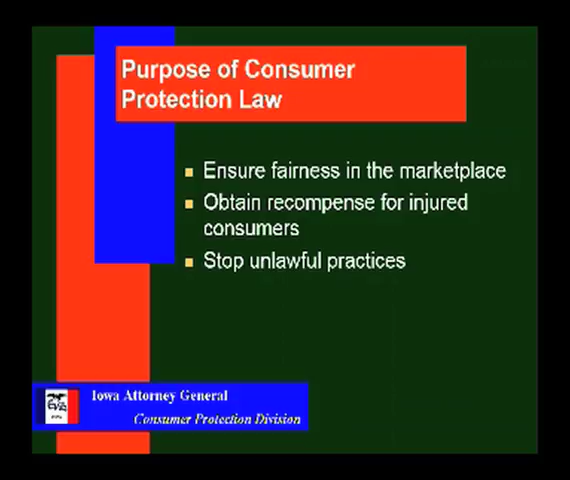 Purpose of Consumer
Protection Law
Ensure fairness in the marketplace
Obtain recompense for injured
consumers
Stop unlawful practices
Iowa Attorney General
Consumer Protection Division